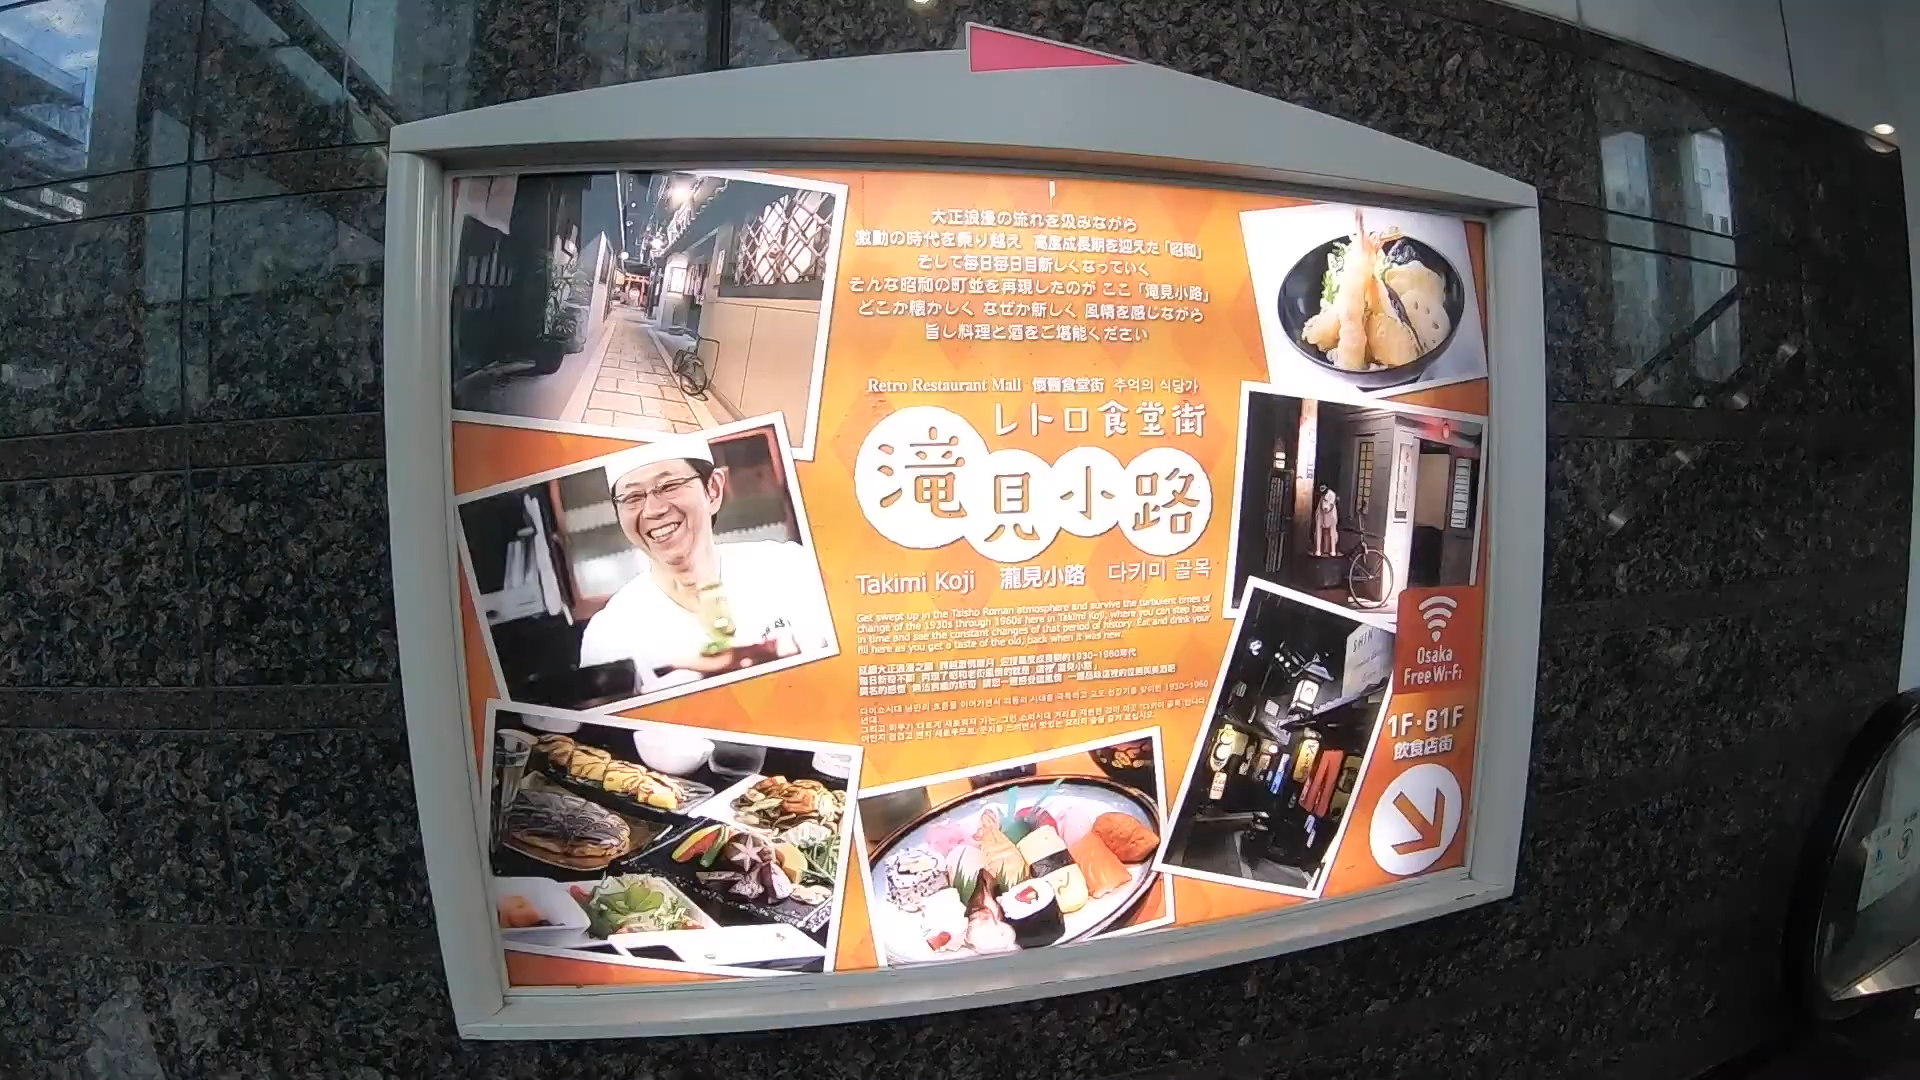 大正浪漫の流れを汲みながら
激動の時代を乗り越え 高度成長期を迎えた「昭和」
そして毎日毎日目新しくなっていく
そんな昭和の町並を再現したのが ここ「滝見小路」
どこか懐かしく なぜか新しく 風情を感じながら
旨し料理と酒をご堪能ください
Retro Restaurant Mall 懷舊食堂街 추억의 식당가
レトロ食堂街
滝見小路
Takimi Koji 瀧見小路 다키미 골목
Get swept up in the Taisho Roman atmosphere and survive the turbulent times of
change of the 1930s through 1960s here in Takimi Koji, where you can step back
in time and see the constant changes of that period of history. Eat and drink your
fill here as you get a taste of the old, back when it was new.
Osaka
Free Wi-Fi
1F・B1F
飲食店街